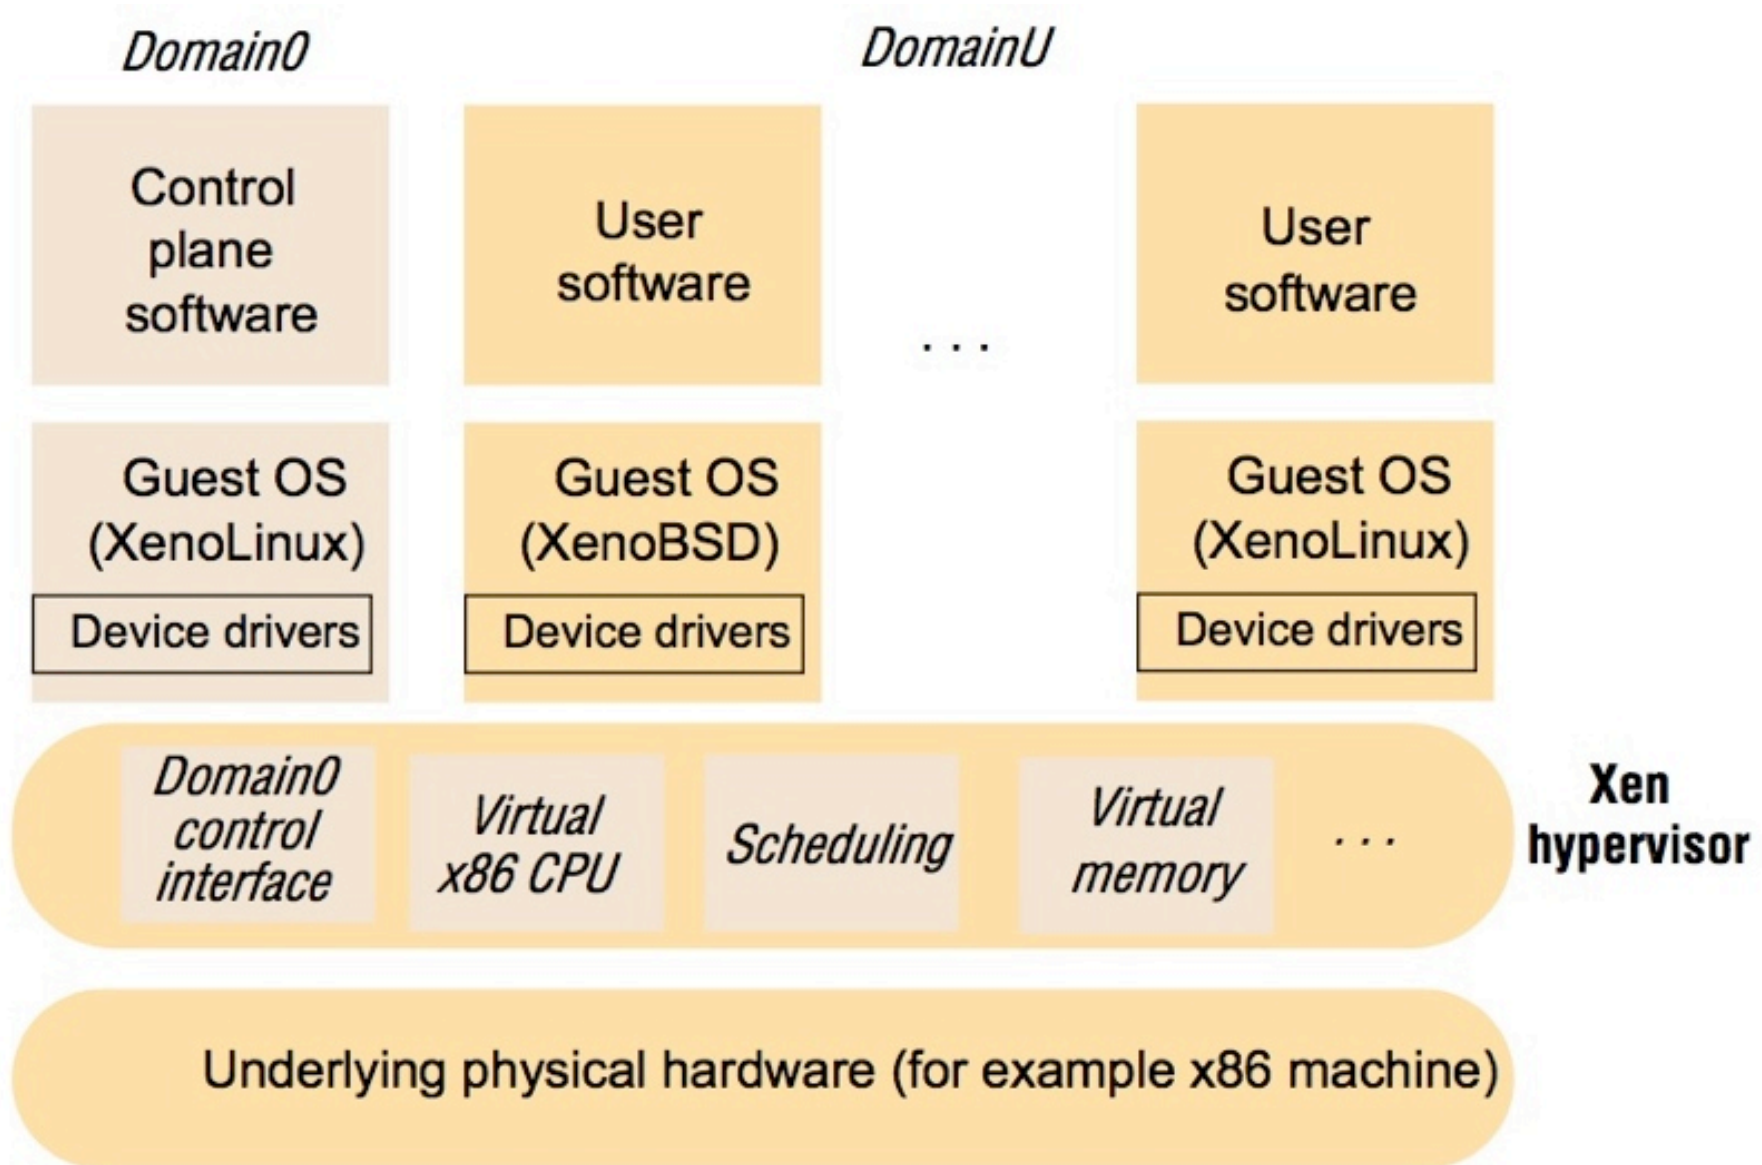 Domain0
DomainU
Control
plane
software
User
software
. . .
User
software
Guest OS
(XenoLinux)
Device drivers
Guest OS
(XenoBSD)
Device drivers
Guest OS
(XenoLinux)
Device drivers
Domain0
control
interface
Virtual
x86 CPU
Scheduling
Virtual
memory
. . .
Xen
hypervisor
Underlying physical hardware (for example x86 machine)